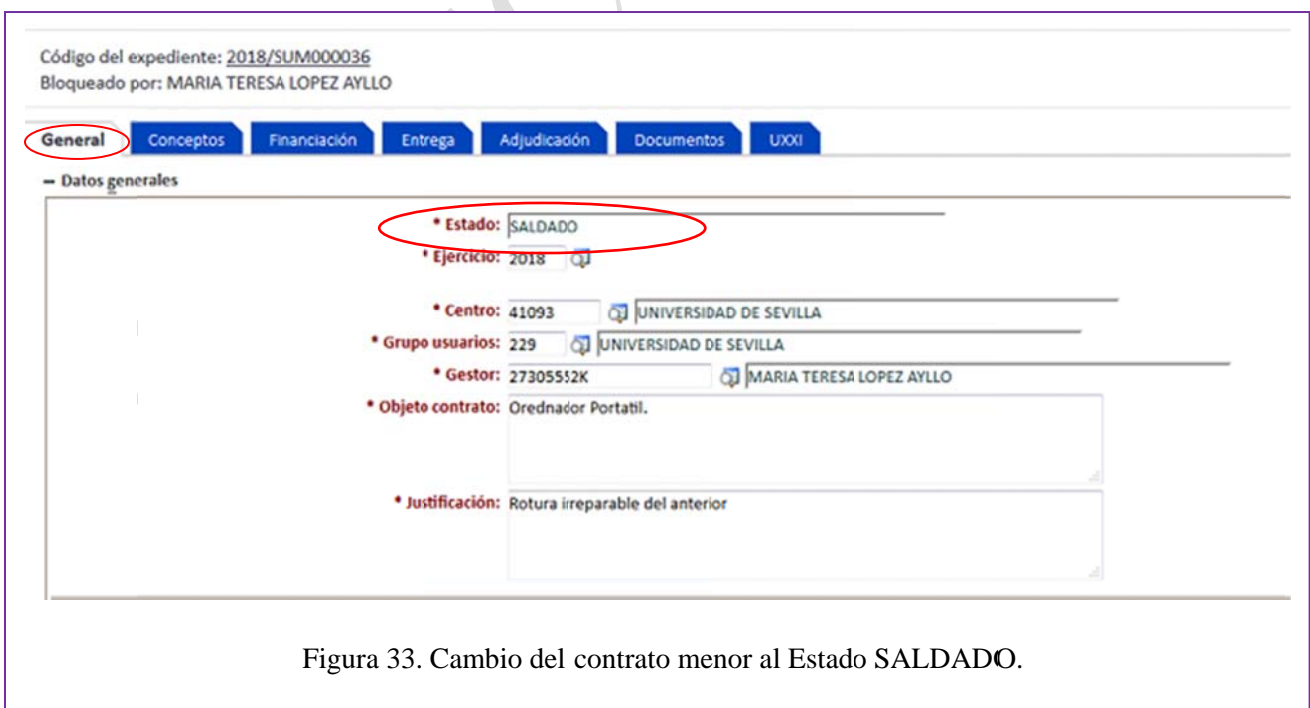 Código del expediente: 2018/SUM000036
Bloqueado por: MARIA TERESA LOPEZ AYLLO
General Conceptos Financiación Entrega Adjudicación Documentos UXXI
– Datos generales
* Estado: SALDADO
* Ejercicio: 2018
* Centro: 41093 UNIVERSIDAD DE SEVILLA
* Grupo usuarios: 229 UNIVERSIDAD DE SEVILLA
* Gestor: 27305552K MARIA TERESA LOPEZ AYLLO
* Objeto contrato: Orednador Portatil.
* Justificación: Rotura irreparable del anterior
Figura 33. Cambio del contrato menor al Estado SALDADO.